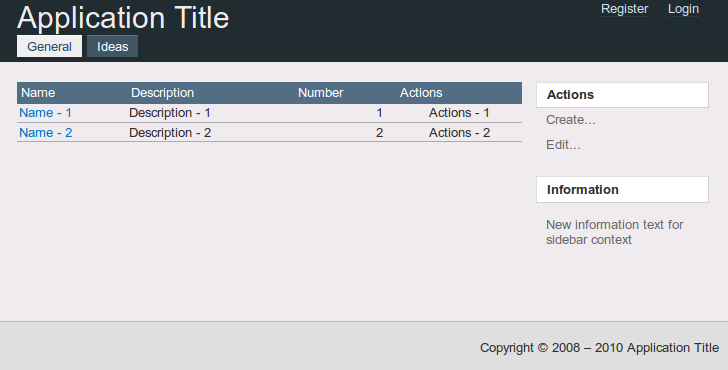 Application Title
Register Login
General Ideas
Name Description Number Actions
Name - 1 Description - 1 1 Actions - 1
Name - 2 Description - 2 2 Actions - 2
Actions
Create...
Edit...
Information
New information text for
sidebar context
Copyright © 2008 – 2010 Application Title